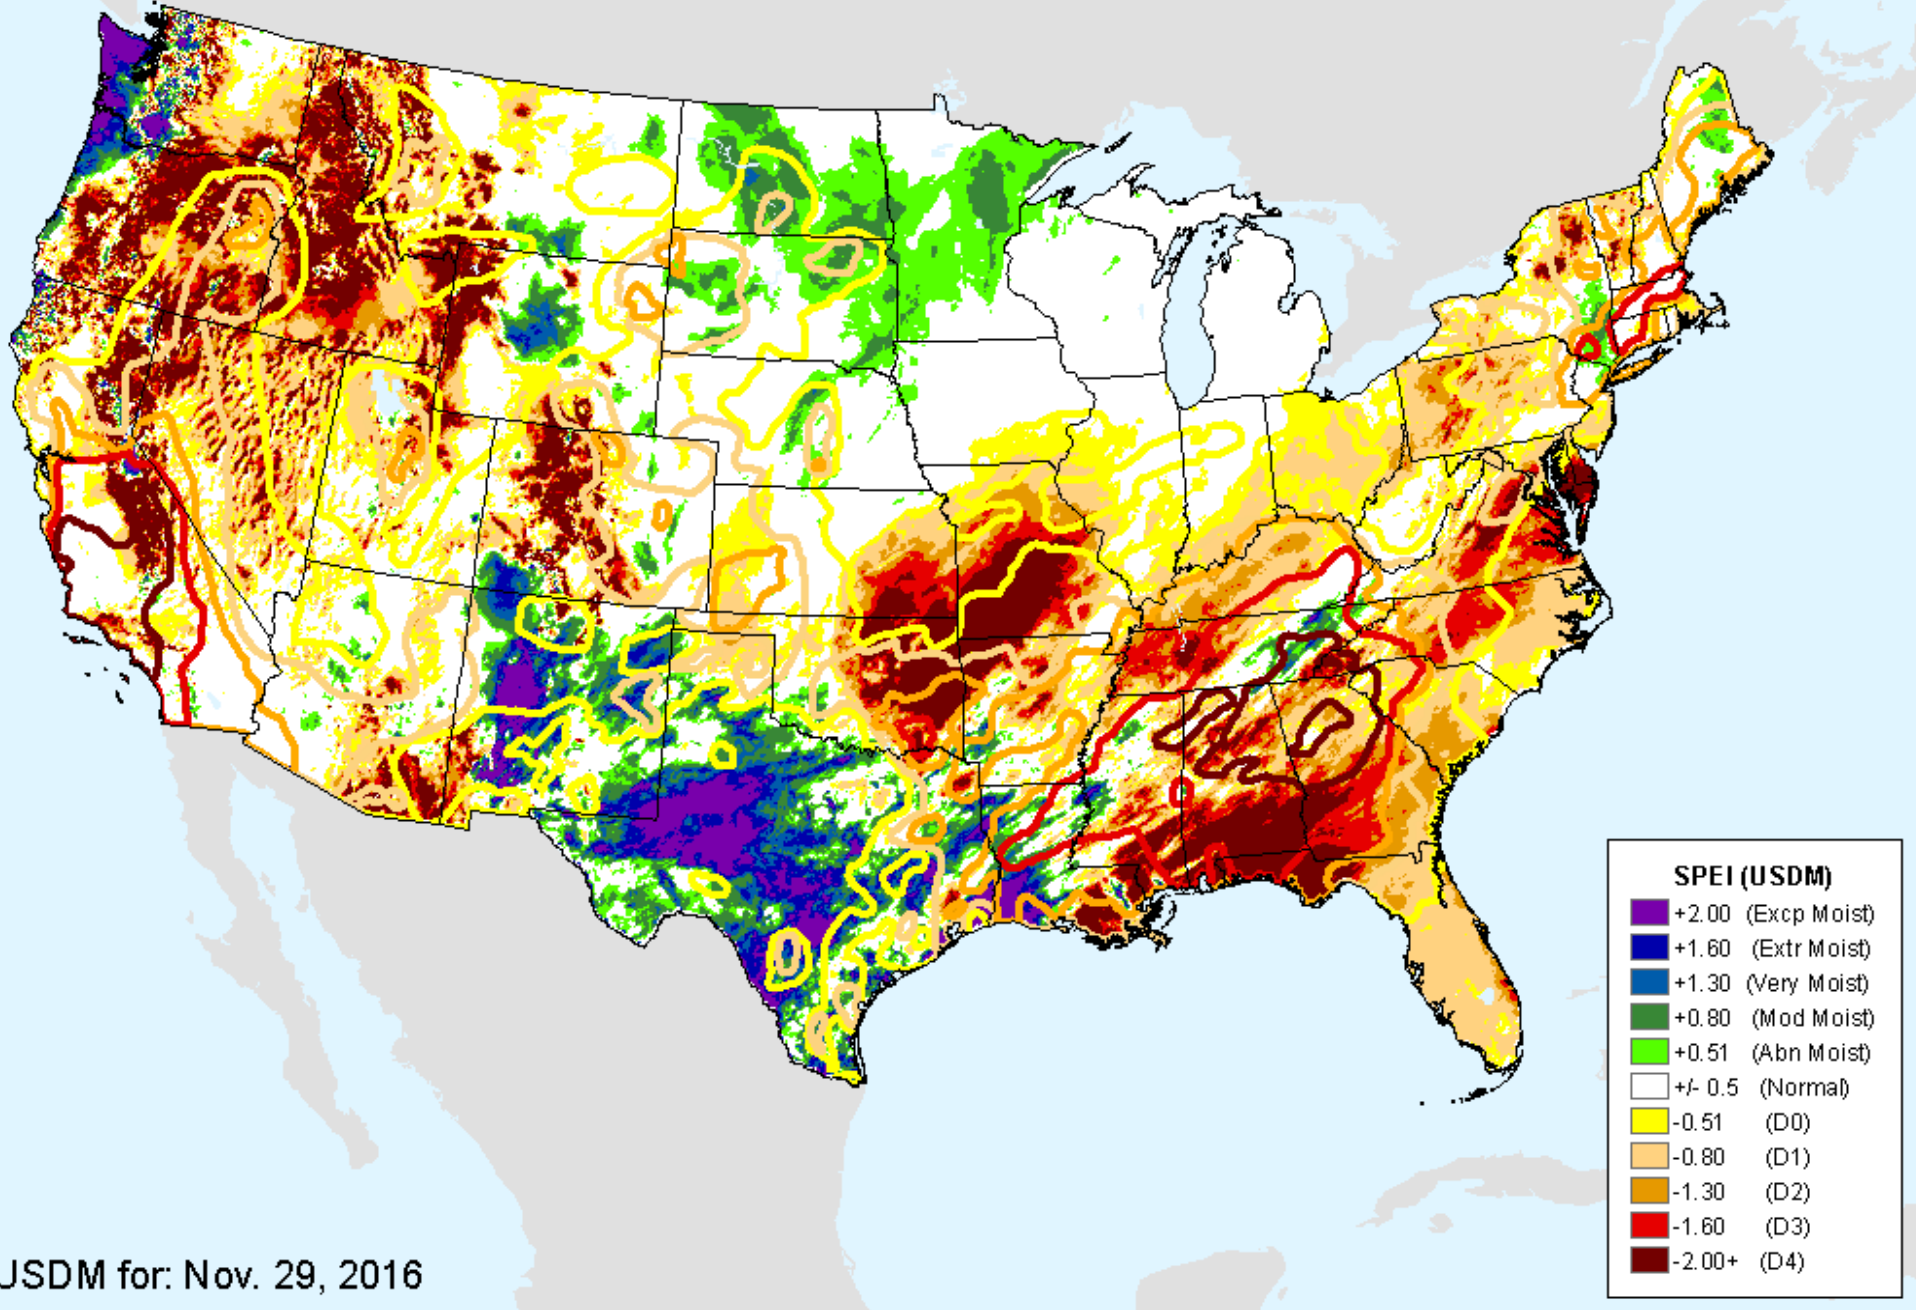 SPEI (USDM)
+2.00 (Excp Moist)
+1.60 (Extr Moist)
+1.30 (Very Moist)
+0.80 (Mod Moist)
+0.51 (Abn Moist)
+/- 0.5 (Normal)
-0.51 (D0)
-0.80 (D1)
-1.30 (D2)
-1.60 (D3)
-2.00+ (D4)
USDM for: Nov. 29, 2016